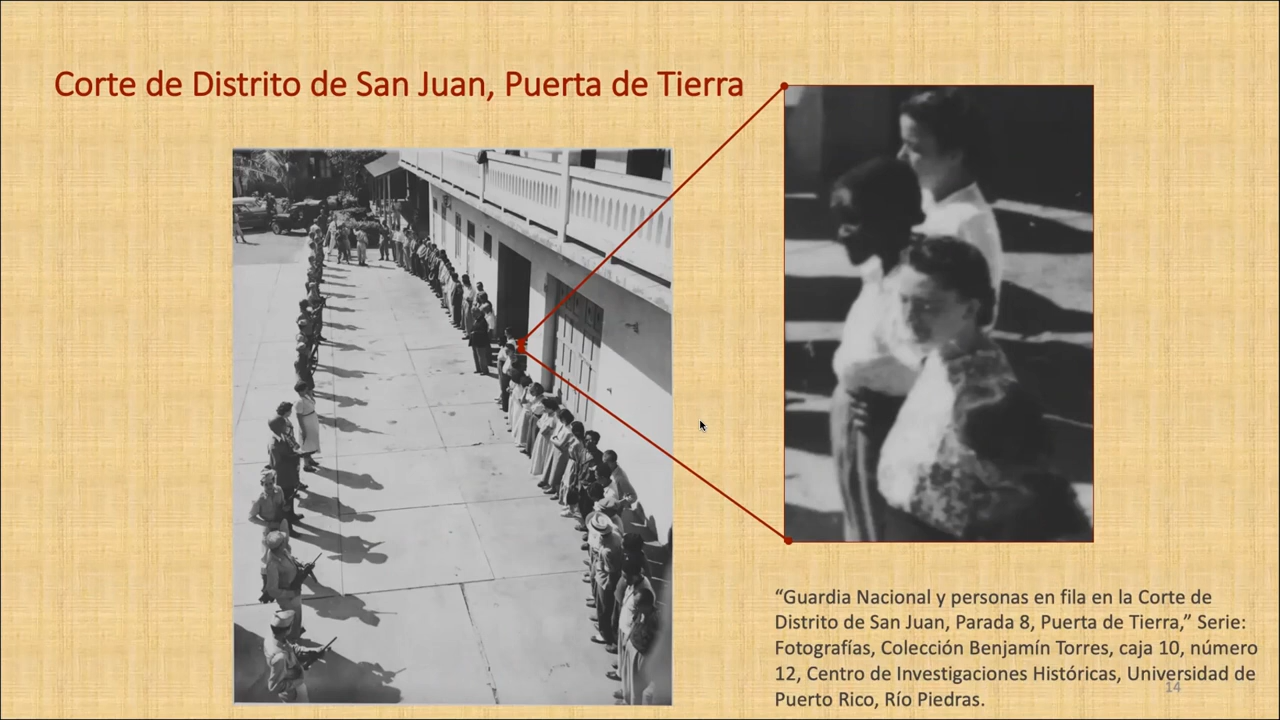 Corte de Distrito de San Juan, Puerta de Tierra
“Guardia Nacional y personas en fila en la Corte de
Distrito de San Juan, Parada 8, Puerta de Tierra,” Serie:
Fotografías, Colección Benjamín Torres, caja 10, número
12, Centro de Investigaciones Históricas, Universidad de
Puerto Rico, Río Piedras.
14